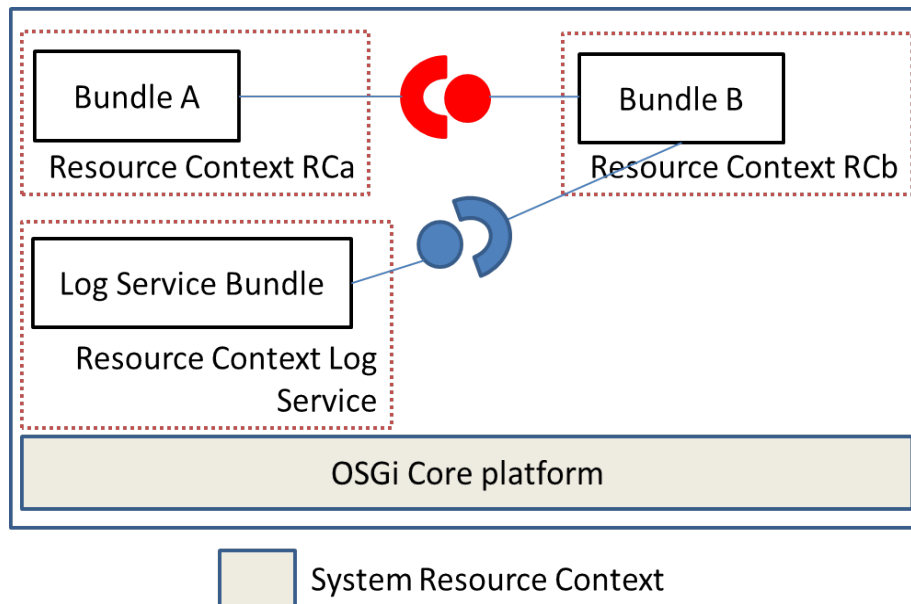 Bundle A
Bundle B
Resource Context RCa
Resource Context RCb
Log Service Bundle
Resource Context Log
Service
OSGi Core platform
System Resource Context